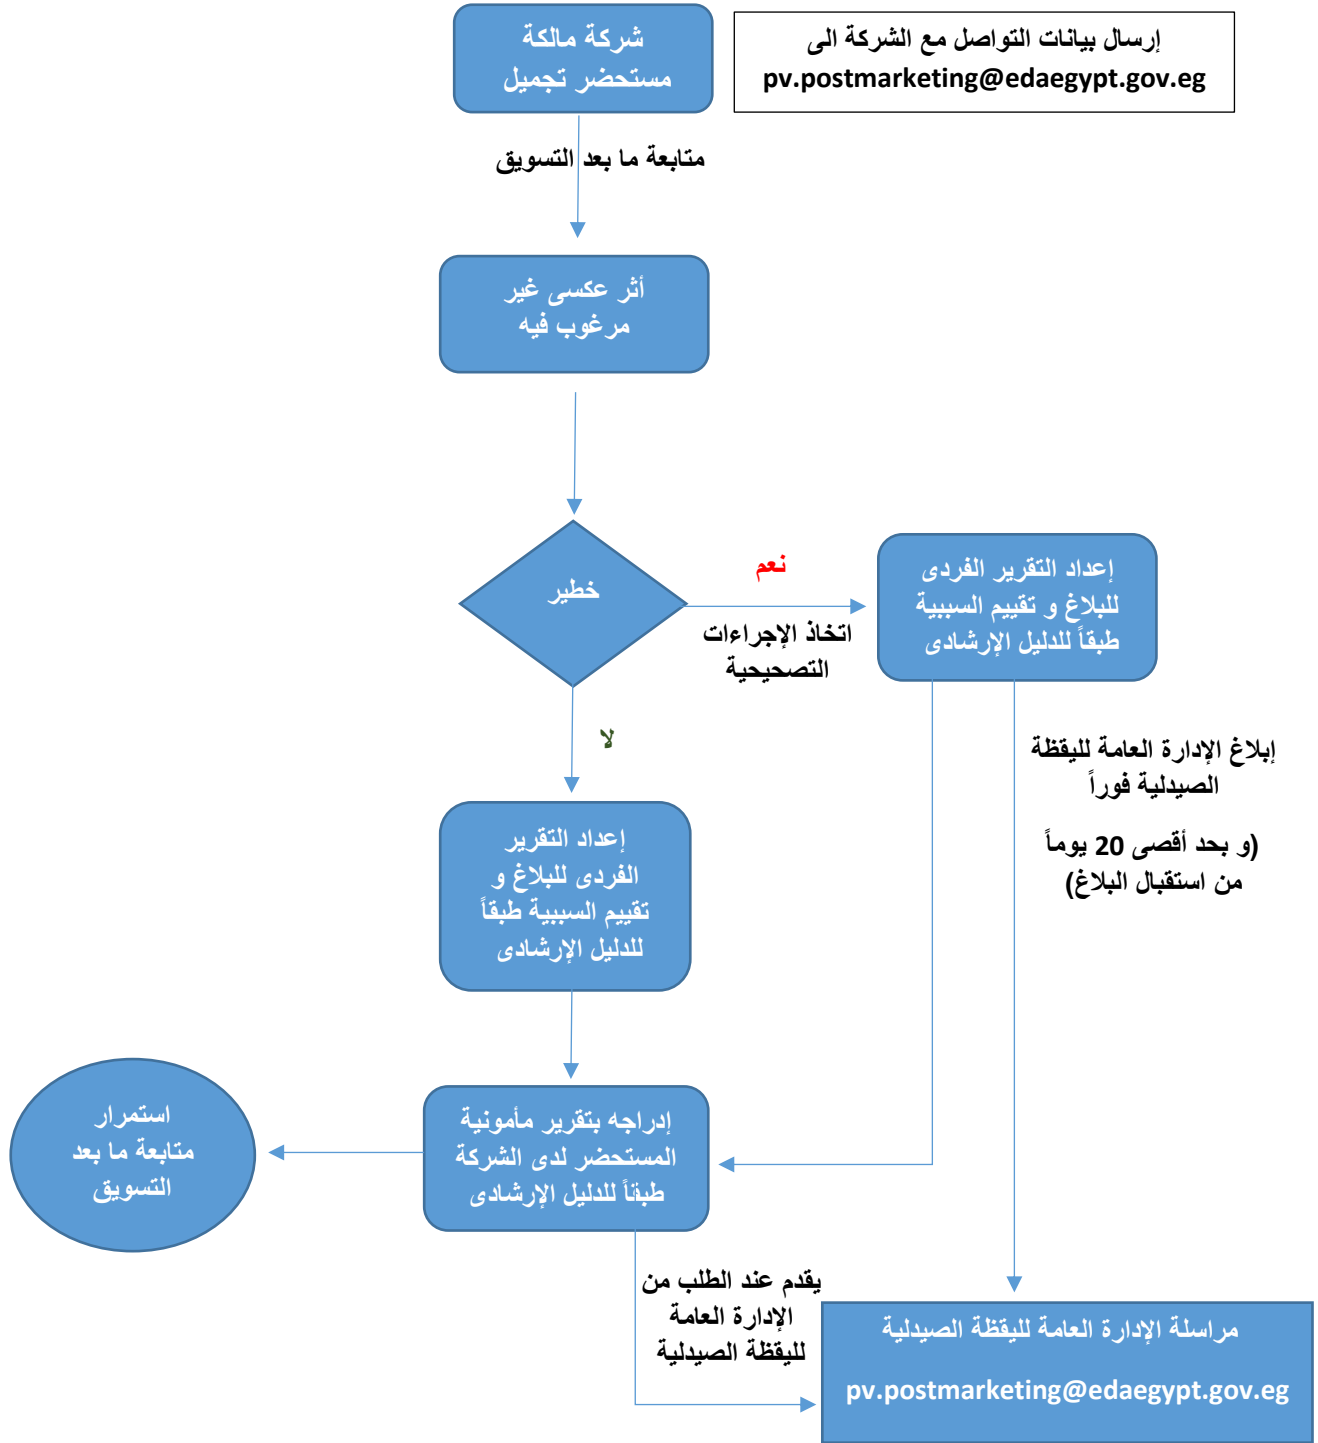 شركة مالكة
مستحضر تجميل
إرسال بيانات التواصل مع الشركة الى
pv.postmarketing@edaegypt.gov.eg
متابعة ما بعد التسويق
أثر عكسى غير
مرغوب فيه
خطير
نعم
اتخاذ الإجراءات
التصحيحية
إعداد التقرير الفردى
للبلاغ و تقييم السببية
طبقاً للدليل الإرشادى
لا
إبلاغ الإدارة العامة لليقظة
الصيدلية فوراً
(و بحد أقصى 20 يوماً
من استقبال البلاغ)
إعداد التقرير
الفردى للبلاغ و
تقييم السببية طبقاً
للدليل الإرشادى
إدراجه بتقرير مأمونية
المستحضر لدى الشركة
طبقاً للدليل الإرشادى
استمرار
متابعة ما بعد
التسويق
يقدم عند الطلب من
الإدارة العامة
لليقظة الصيدلية
مراسلة الإدارة العامة لليقظة الصيدلية
pv.postmarketing@edaegypt.gov.eg